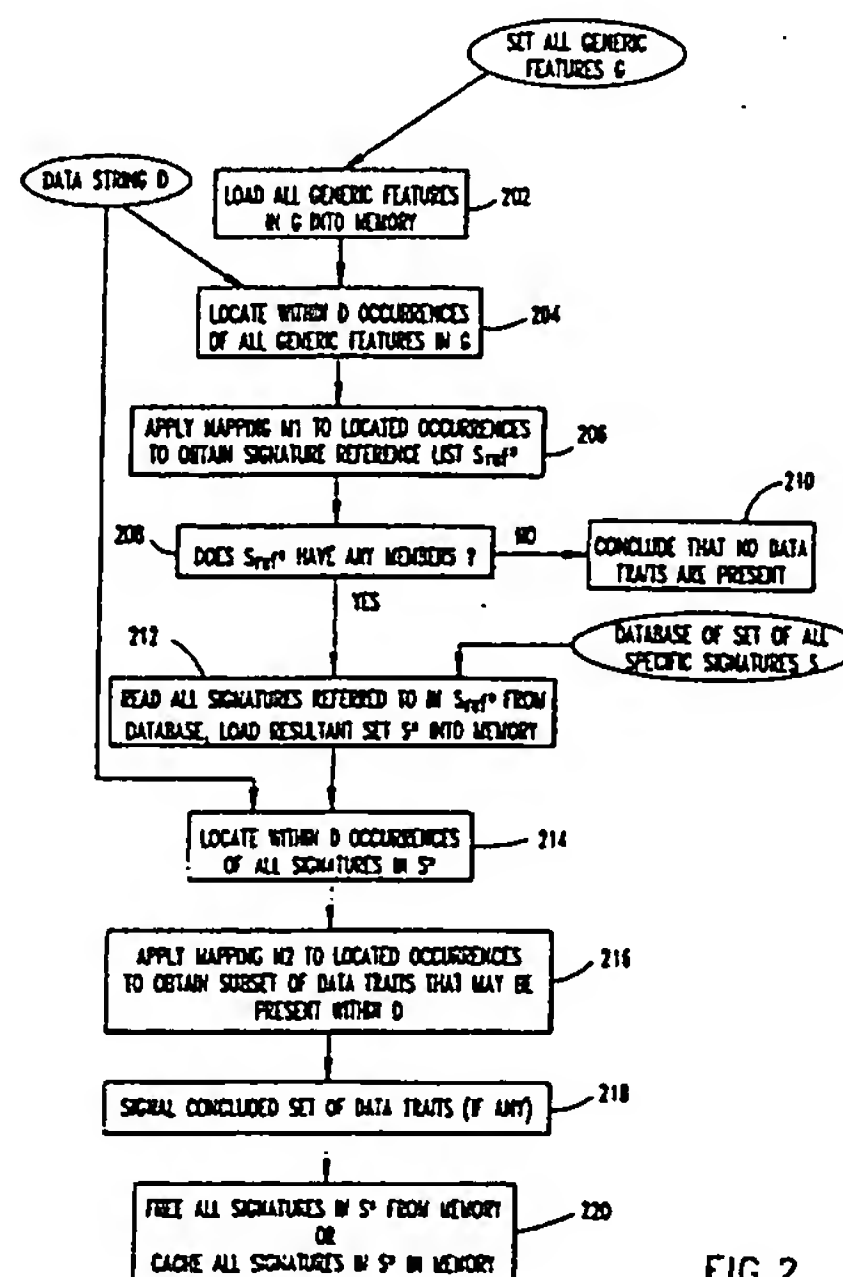 SET ALL GENERIC
FEATURES G
DATA STRING D
LOAD ALL GENERIC FEATURES
IN G INTO MEMORY
202
LOCATE WITHIN D OCCURRENCES
OF ALL GENERIC FEATURES IN G
204
APPLY MAPPING M1 TO LOCATED OCCURRENCES
TO OBTAIN SIGNATURE REFERENCE LIST Sref*
206
208
DOES Sref* HAVE ANY MEMBERS ?
NO
210
CONCLUDE THAT NO DATA
TRAITS ARE PRESENT
YES
DATABASE OF SET OF ALL
SPECIFIC SIGNATURES S
212
READ ALL SIGNATURES REFERRED TO IN Sref* FROM
DATABASE, LOAD RESULTANT SET S* INTO MEMORY
LOCATE WITHIN D OCCURRENCES
OF ALL SIGNATURES IN S*
214
APPLY MAPPING M2 TO LOCATED OCCURRENCES
TO OBTAIN SUBSET OF DATA TRAITS THAT MAY BE
PRESENT WITHIN D
216
SIGNAL CONCLUDED SET OF DATA TRAITS (IF ANY)
218
FREE ALL SIGNATURES IN S* FROM MEMORY
OR
CACHE ALL SIGNATURES IN S* IN MEMORY
220
FIG. 2